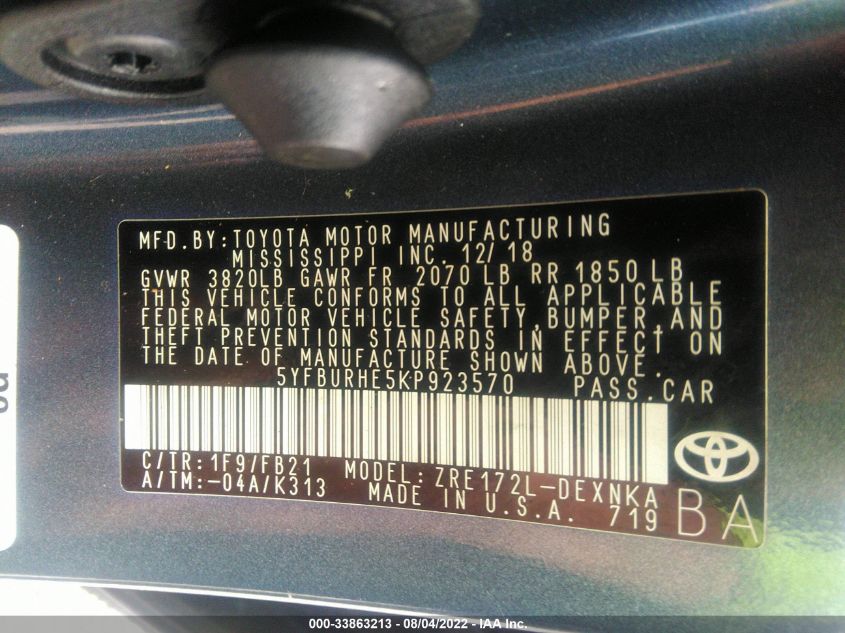 MFD. BY: TOYOTA MOTOR MANUFACTURING
MISSISSIPPI INC. 12/18
GVWR 3820LB GAWR FR 2070 LB RR 1850 LB
THIS VEHICLE CONFORMS TO ALL APPLICABLE
FEDERAL MOTOR VEHICLE SAFETY, BUMPER, AND
THEFT PREVENTION STANDARDS IN EFFECT ON
THE DATE OF MANUFACTURE SHOWN ABOVE.
5YFBURHE5KP923570 PASS. CAR
C/TR: 1F9/FB21 MODEL: ZRE172L-DEXNKA
A/TM: -04A/K313 MADE IN U.S.A. 719
BA
000-33863213 - 08/04/2022 - IAA Inc.